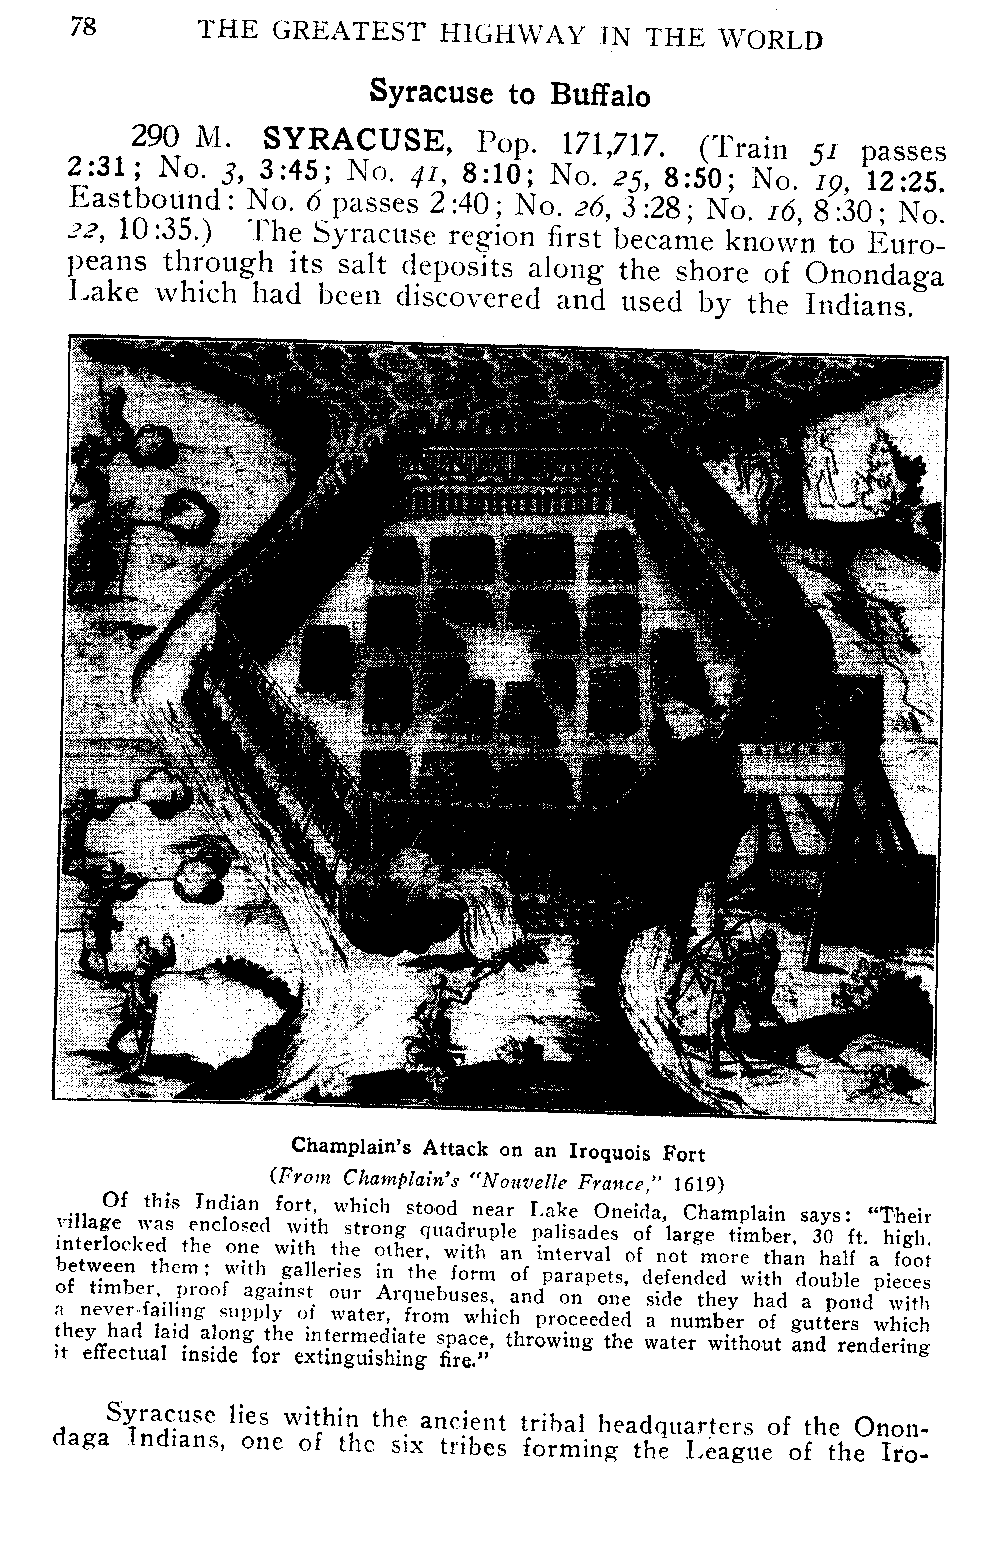 78 THE GREATEST HIGHWAY IN THE WORLD
Syracuse to Buffalo
290 M. SYRACUSE, Pop. 171,717. (Train 51 passes
2:31; No. 3, 3:45; No. 41, 8:10; No. 25, 8:50; No. 19, 12:25.
Eastbound: No. 6 passes 2:40; No. 26, 3:28; No. 16, 8:30; No.
22, 10:35.) The Syracuse region first became known to Euro-
peans through its salt deposits along the shore of Onondaga
Lake which had been discovered and used by the Indians.
Champlain's Attack on an Iroquois Fort
(From Champlain's "Nouvelle France," 1619)
Of this Indian fort, which stood near Lake Oneida, Champlain says: "Their
village was enclosed with strong quadruple palisades of large timber, 30 ft. high,
interlocked the one with the other, with an interval of not more than half a foot
between them; with galleries in the form of parapets, defended with double pieces
of timber, proof against our Arquebuses, and on one side they had a pond with
a never-failing supply of water, from which proceeded a number of gutters which
they had laid along the intermediate space, throwing the water without and rendering
it effectual inside for extinguishing fire."
Syracuse lies within the ancient tribal headquarters of the Onon-
daga Indians, one of the six tribes forming the League of the Iro-